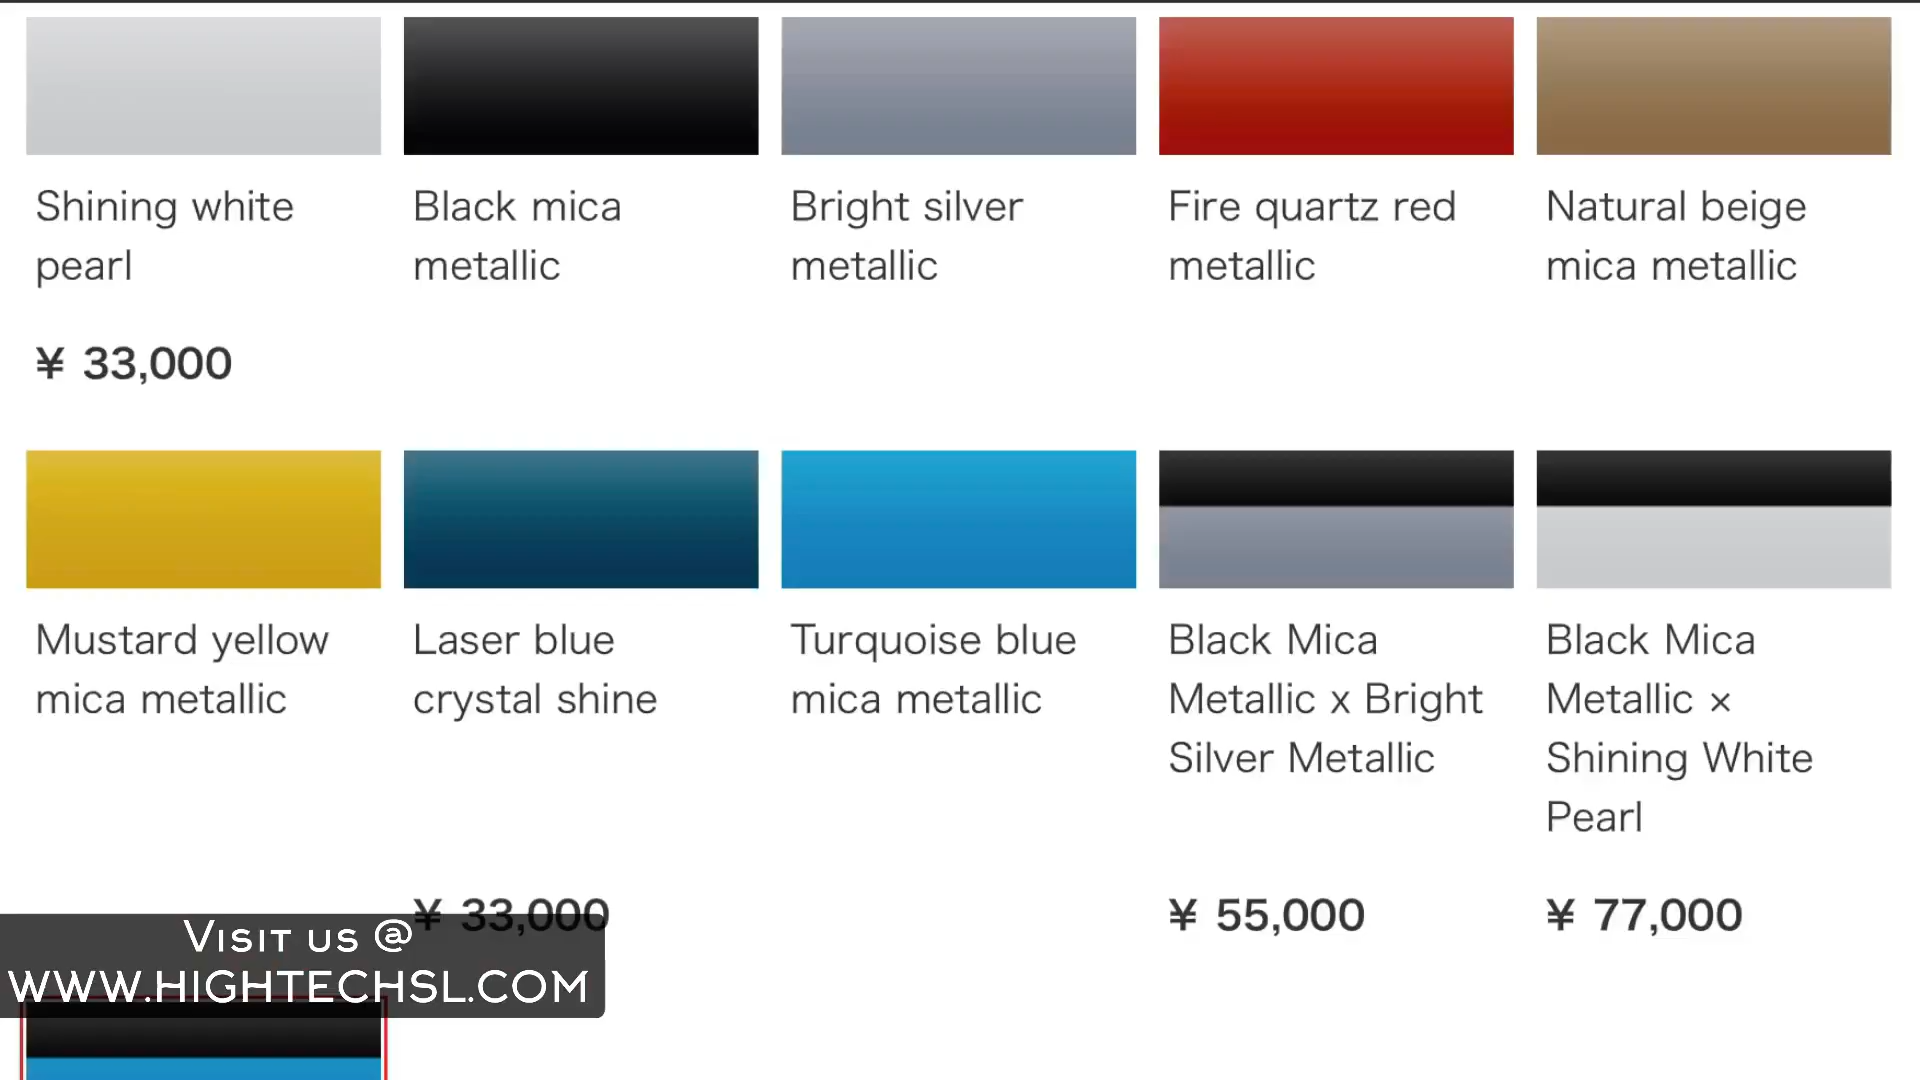 Shining white
pearl
¥ 33,000
Black mica
metallic
Bright silver
metallic
Fire quartz red
metallic
Natural beige
mica metallic
Mustard yellow
mica metallic
Laser blue
crystal shine
¥ 33,000
Turquoise blue
mica metallic
Black Mica
Metallic x Bright
Silver Metallic
¥ 55,000
Black Mica
Metallic ×
Shining White
Pearl
¥ 77,000
Visit us @
www.HIGHTECHSL.COM